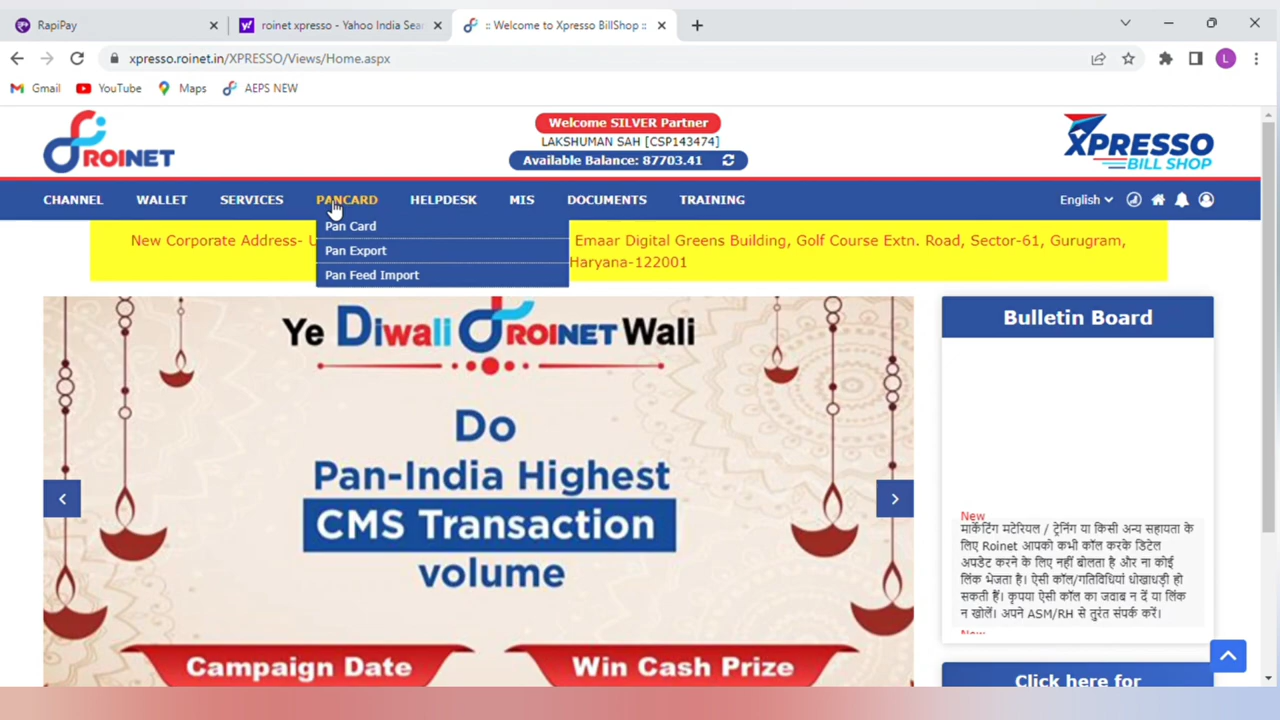 RapiPay
roinet xpresso - Yahoo India Sea
:: Welcome to Xpresso BillShop ::
xpresso.roinet.in/XPRESSO/Views/Home.aspx
L
Gmail
YouTube
Maps
AEPS NEW
ROINET
Welcome SILVER Partner
LAKSHUMAN SAH [CSP143474]
Available Balance: 87703.41
XPRESSO
BILL SHOP
CHANNEL
WALLET
SERVICES
PANCARD
HELPDESK
MIS
DOCUMENTS
TRAINING
English
Pan Card
Pan Export
Pan Feed Import
New Corporate Address- U
Emaar Digital Greens Building, Golf Course Extn. Road, Sector-61, Gurugram,
Haryana-122001
Ye Diwali ROINET Wali
Do
Pan-India Highest
CMS Transaction
volume
Campaign Date
Win Cash Prize
Bulletin Board
New
मार्केटिंग मटेरियल / ट्रेनिंग या किसी अन्य सहायता के
लिए Roinet आपको कभी कॉल करके डिटेल
अपडेट करने के लिए नहीं बोलता है और ना कोई
लिंक भेजता है। ऐसी कॉल/गतिविधियां धोखाधड़ी हो
सकती हैं। कृपया ऐसी कॉल का जवाब न दें या लिंक
न खोलें। अपने ASM/RH से तुरंत संपर्क करें।
New
Click here for